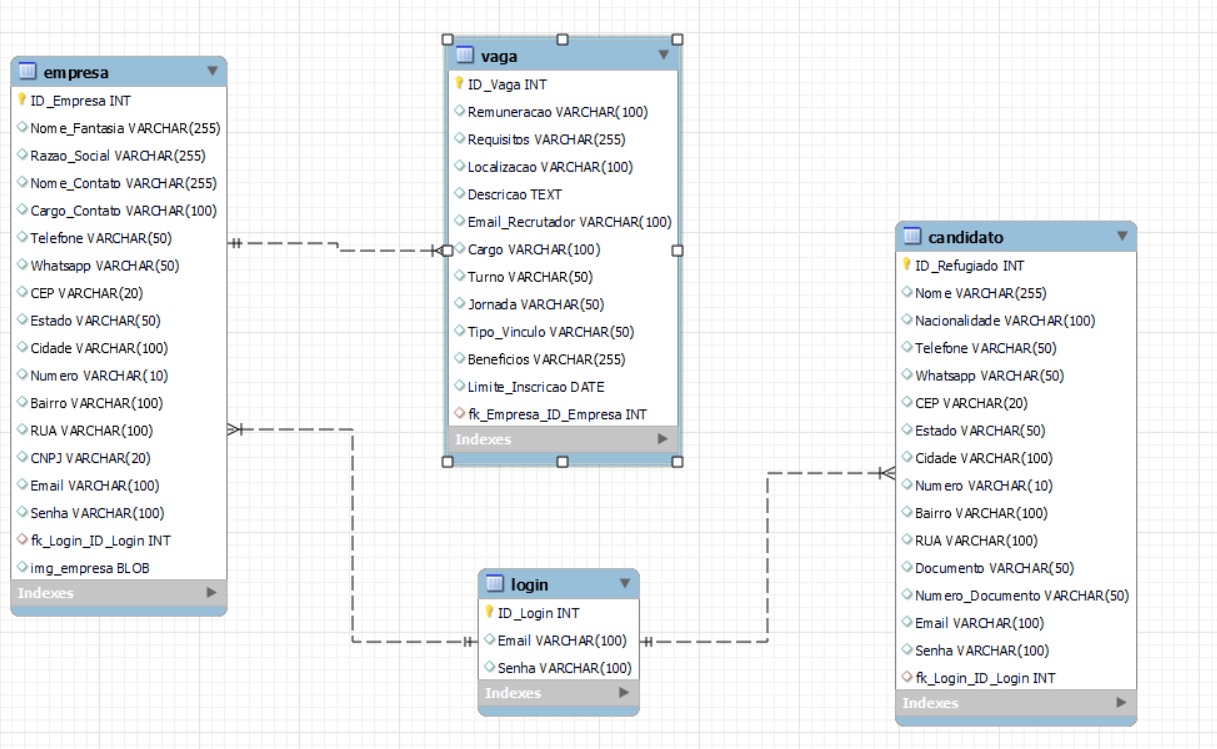 empresa
ID_Empresa INT
Nome_Fantasia VARCHAR(255)
Razao_Social VARCHAR(255)
Nome_Contato VARCHAR(255)
Cargo_Contato VARCHAR(100)
Telefone VARCHAR(50)
Whatsapp VARCHAR(50)
CEP VARCHAR(20)
Estado VARCHAR(50)
Cidade VARCHAR(100)
Numero VARCHAR(10)
Bairro VARCHAR(100)
RUA VARCHAR(100)
CNPJ VARCHAR(20)
Email VARCHAR(100)
Senha VARCHAR(100)
fk_Login_ID_Login INT
img_empresa BLOB
Indexes
vaga
ID_Vaga INT
Remuneracao VARCHAR(100)
Requisitos VARCHAR(255)
Localizacao VARCHAR(100)
Descricao TEXT
Email_Recrutador VARCHAR(100)
Cargo VARCHAR(100)
Turno VARCHAR(50)
Jornada VARCHAR(50)
Tipo_Vinculo VARCHAR(50)
Beneficios VARCHAR(255)
Limite_Inscricao DATE
fk_Empresa_ID_Empresa INT
Indexes
login
ID_Login INT
Email VARCHAR(100)
Senha VARCHAR(100)
Indexes
candidato
ID_Refugiado INT
Nome VARCHAR(255)
Nacionalidade VARCHAR(100)
Telefone VARCHAR(50)
Whatsapp VARCHAR(50)
CEP VARCHAR(20)
Estado VARCHAR(50)
Cidade VARCHAR(100)
Numero VARCHAR(10)
Bairro VARCHAR(100)
RUA VARCHAR(100)
Documento VARCHAR(50)
Numero_Documento VARCHAR(50)
Email VARCHAR(100)
Senha VARCHAR(100)
fk_Login_ID_Login INT
Indexes